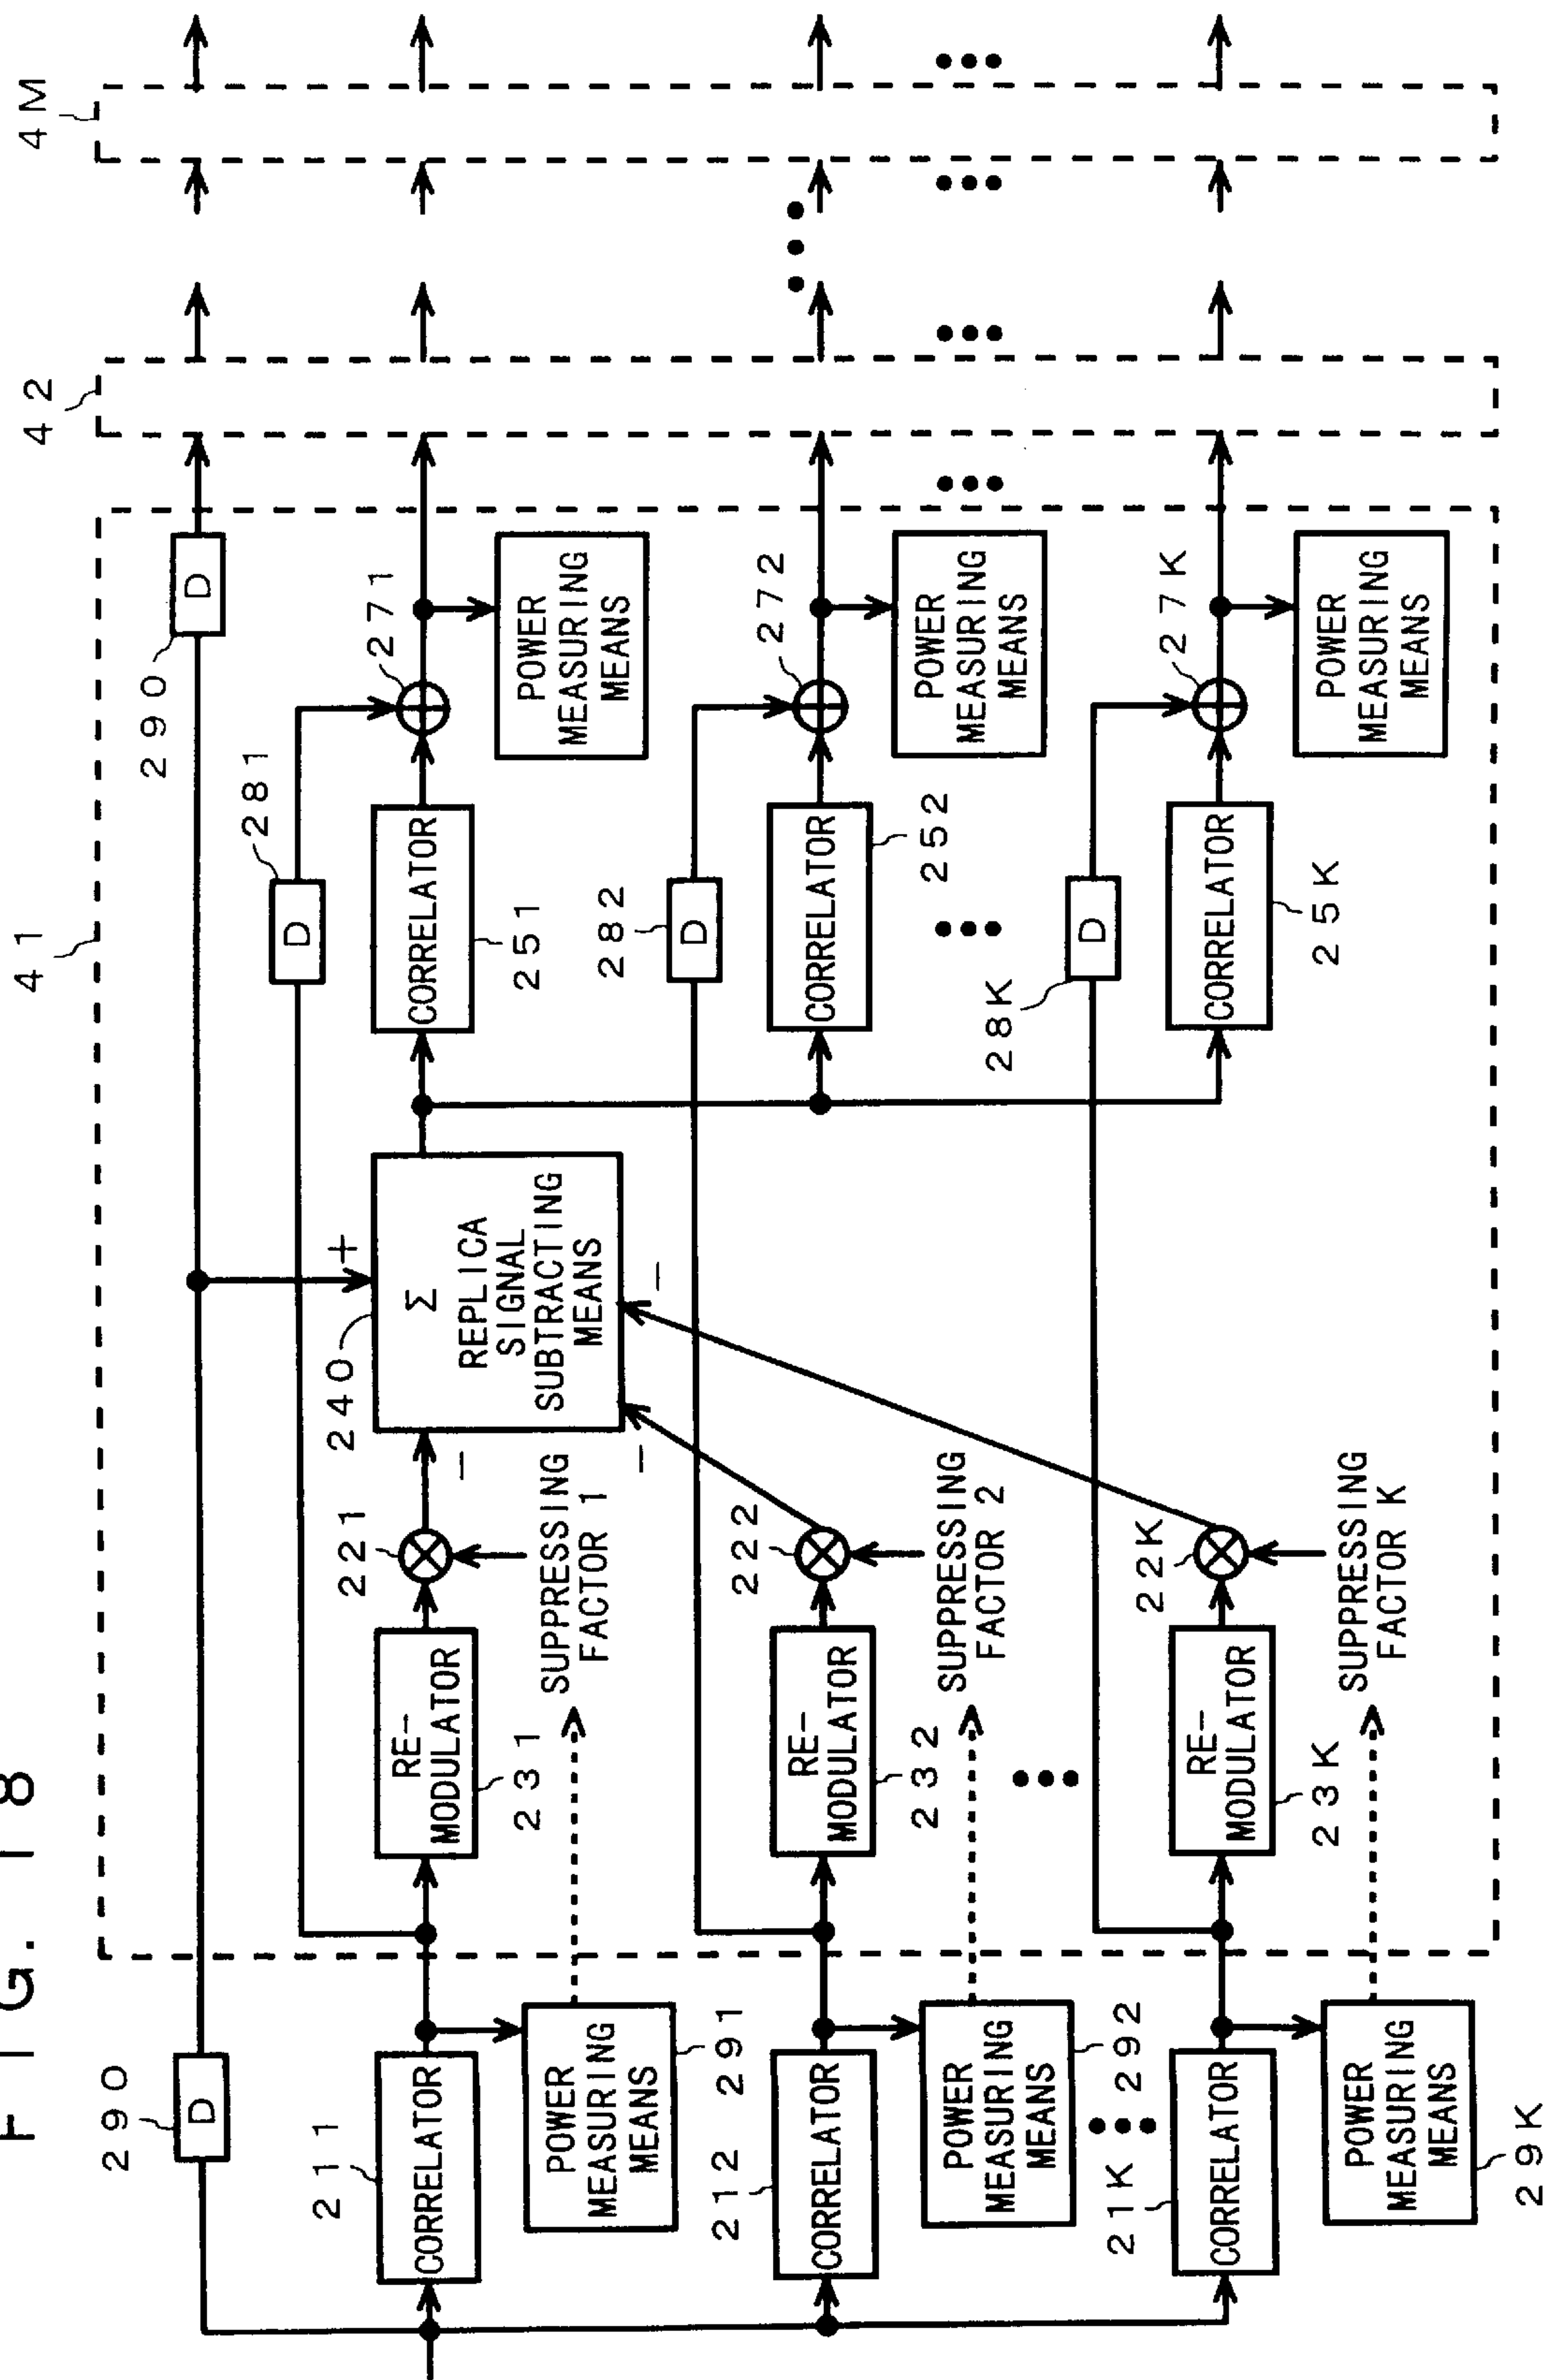 FIG. 18
41
42
4M
290
D
290
D
281
D
211
CORRELATOR
RE-
MODULATOR
231
221
240
Σ
REPLICA
SIGNAL
SUBTRACTING
MEANS
+
−
−
−
CORRELATOR
251
271
POWER
MEASURING
MEANS
POWER
MEASURING
MEANS
291
SUPPRESSING
FACTOR 1
282
D
212
CORRELATOR
RE-
MODULATOR
232
222
CORRELATOR
252
272
POWER
MEASURING
MEANS
POWER
MEASURING
MEANS
292
SUPPRESSING
FACTOR 2
28K
D
21K
CORRELATOR
RE-
MODULATOR
23K
22K
CORRELATOR
25K
27K
POWER
MEASURING
MEANS
POWER
MEASURING
MEANS
29K
SUPPRESSING
FACTOR K